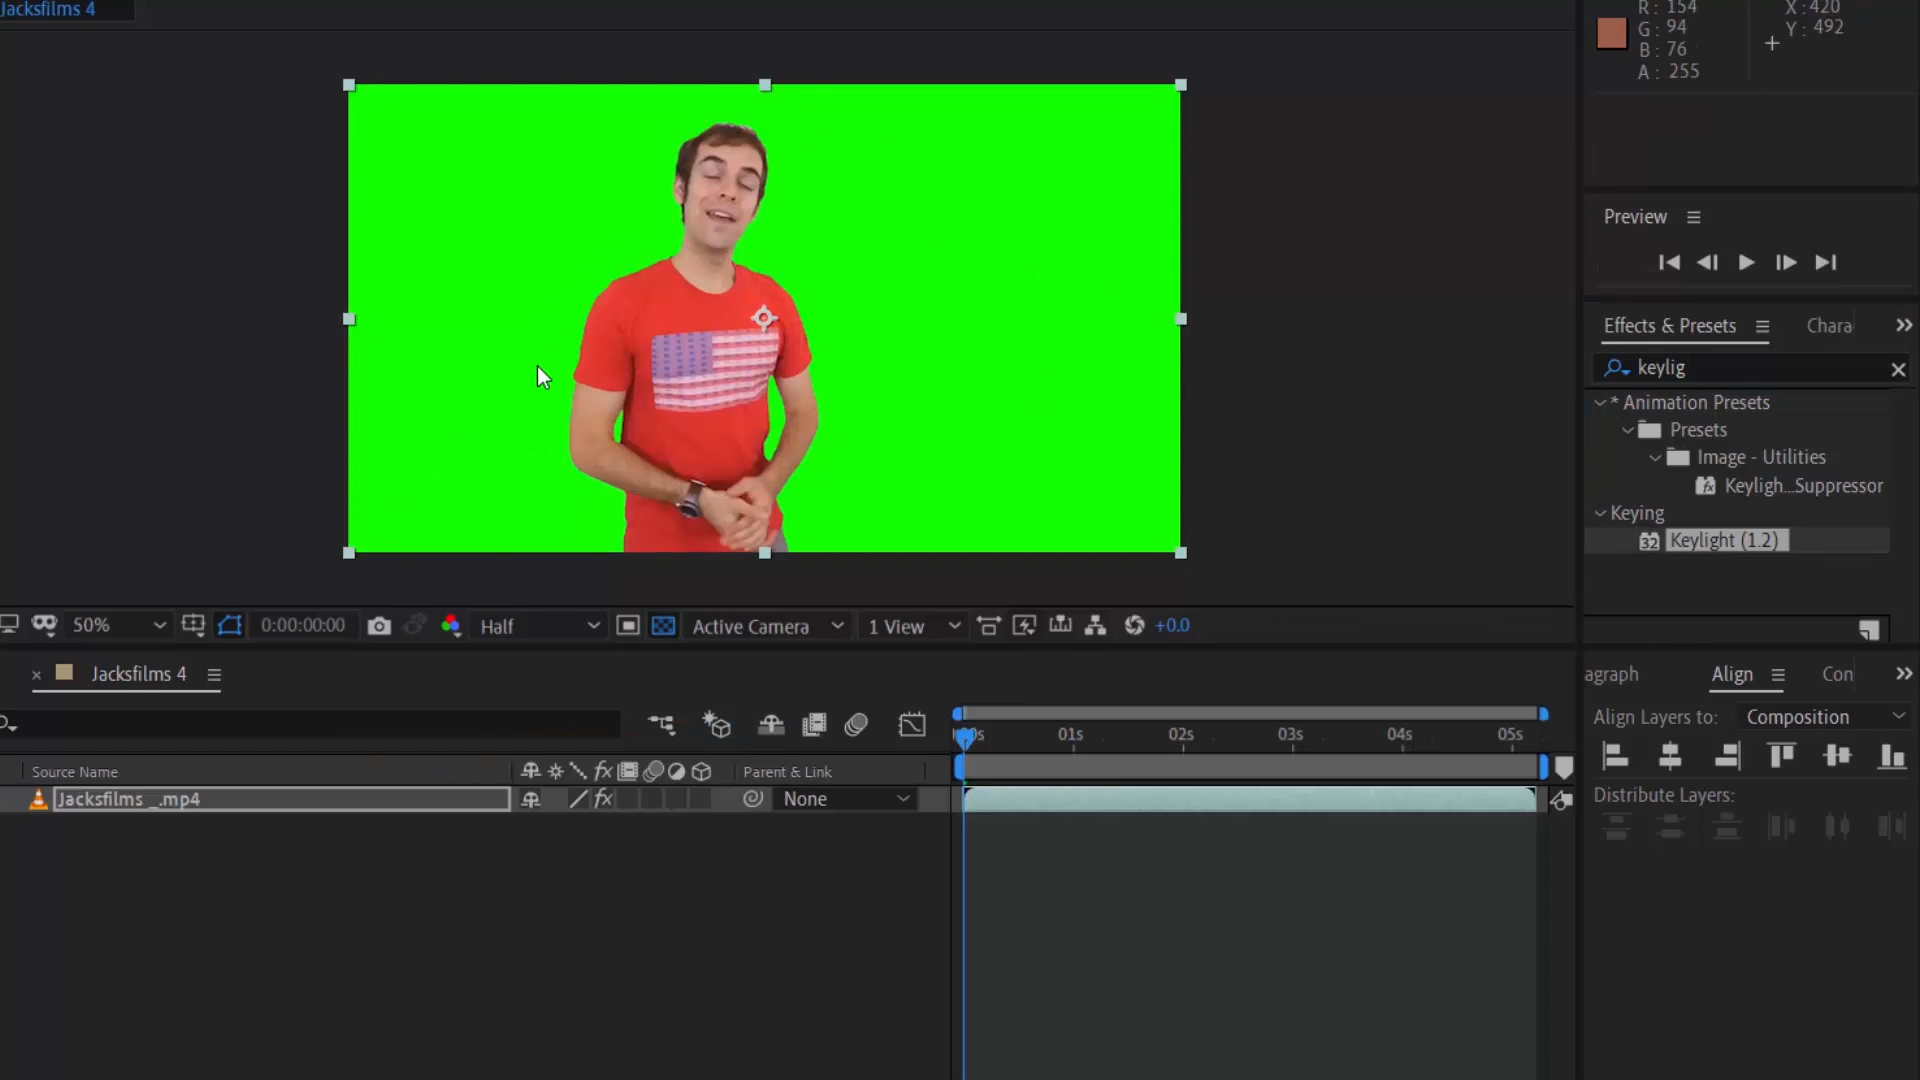 Jacksfilms 4
R: 154
G: 94
B: 76
A: 255
X: 420
Y: 492
Preview
Effects & Presets
Chara
keylig
* Animation Presets
Presets
Image - Utilities
Keyligh...Suppressor
Keying
32 Keylight (1.2)
50%
0:00:00:00
Half
Active Camera
1 View
+0.0
Jacksfilms 4
agraph
Align
Con
Align Layers to:
Composition
Distribute Layers:
01s
02s
03s
04s
05s
Source Name
fx
Parent & Link
Jacksfilms _.mp4
fx
None